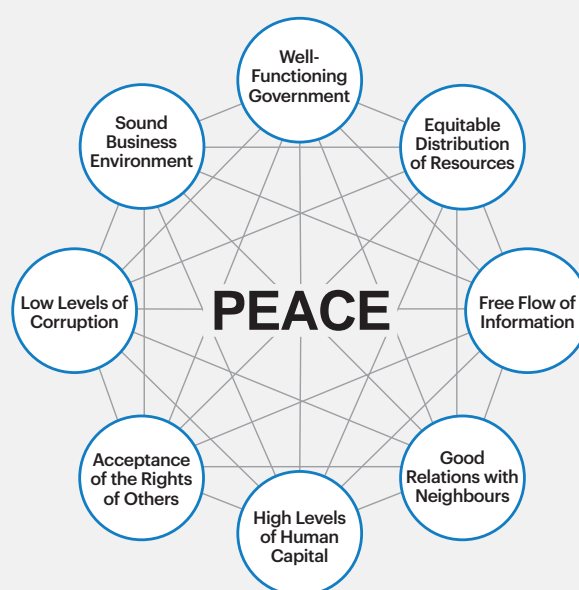 Well-
Functioning
Government
Sound
Business
Environment
Equitable
Distribution
of Resources
Low Levels of
Corruption
PEACE
Free Flow of
Information
Acceptance
of the Rights
of Others
Good
Relations with
Neighbours
High Levels
of Human
Capital